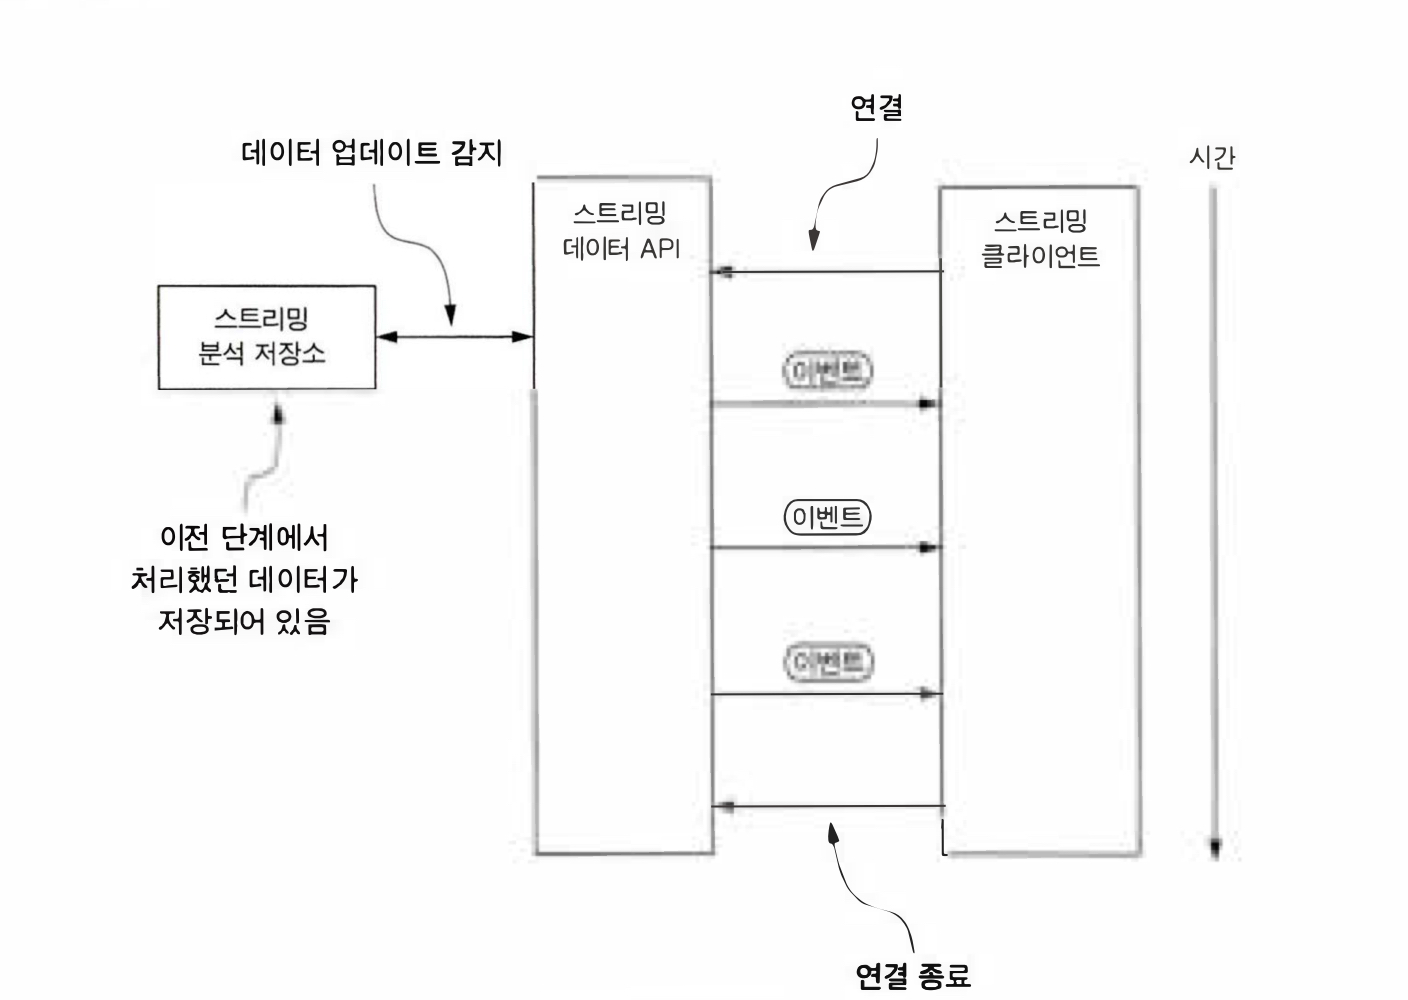 연결
데이터 업데이트 감지
시간
스트리밍
데이터 API
스트리밍
클라이언트
스트리밍
분석 저장소
이벤트
이벤트
이전 단계에서
처리했던 데이터가
저장되어 있음
이벤트
연결 종료